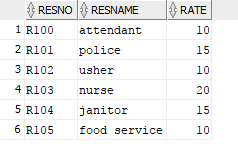 RESNO RESNAME RATE
1 R100 attendant 10
2 R101 police 15
3 R102 usher 10
4 R103 nurse 20
5 R104 janitor 15
6 R105 food service 10